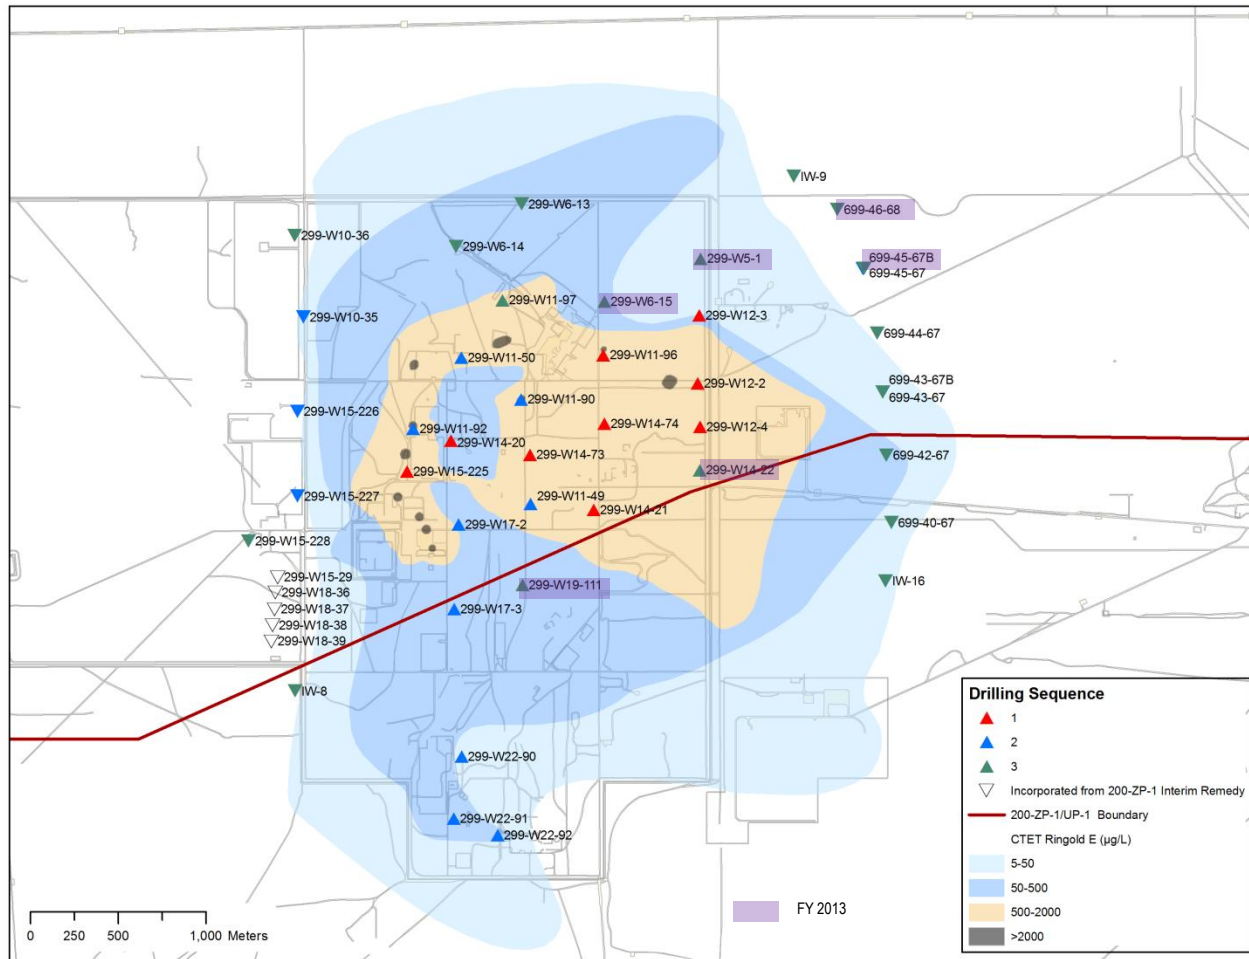 IW-9
299-W6-13
699-46-68
299-W10-36
299-W6-14
299-W5-1
699-45-67B
699-45-67
299-W11-97
299-W6-15
299-W10-35
299-W12-3
699-44-67
299-W11-50
299-W11-96
299-W12-2
699-43-67B
699-43-67
299-W11-90
299-W15-226
299-W11-92
299-W14-74
299-W12-4
299-W14-20
299-W14-73
699-42-67
299-W15-225
299-W14-22
299-W15-227
299-W11-49
299-W14-21
299-W17-2
699-40-67
299-W15-228
299-W15-29
299-W18-36
299-W18-37
299-W18-38
299-W18-39
299-W19-111
IW-16
299-W17-3
IW-8
299-W22-90
299-W22-91
299-W22-92
Drilling Sequence
1
2
3
Incorporated from 200-ZP-1 Interim Remedy
200-ZP-1/UP-1 Boundary
CTET Ringold E (µg/L)
5-50
50-500
500-2000
>2000
FY 2013
0 250 500 1,000 Meters